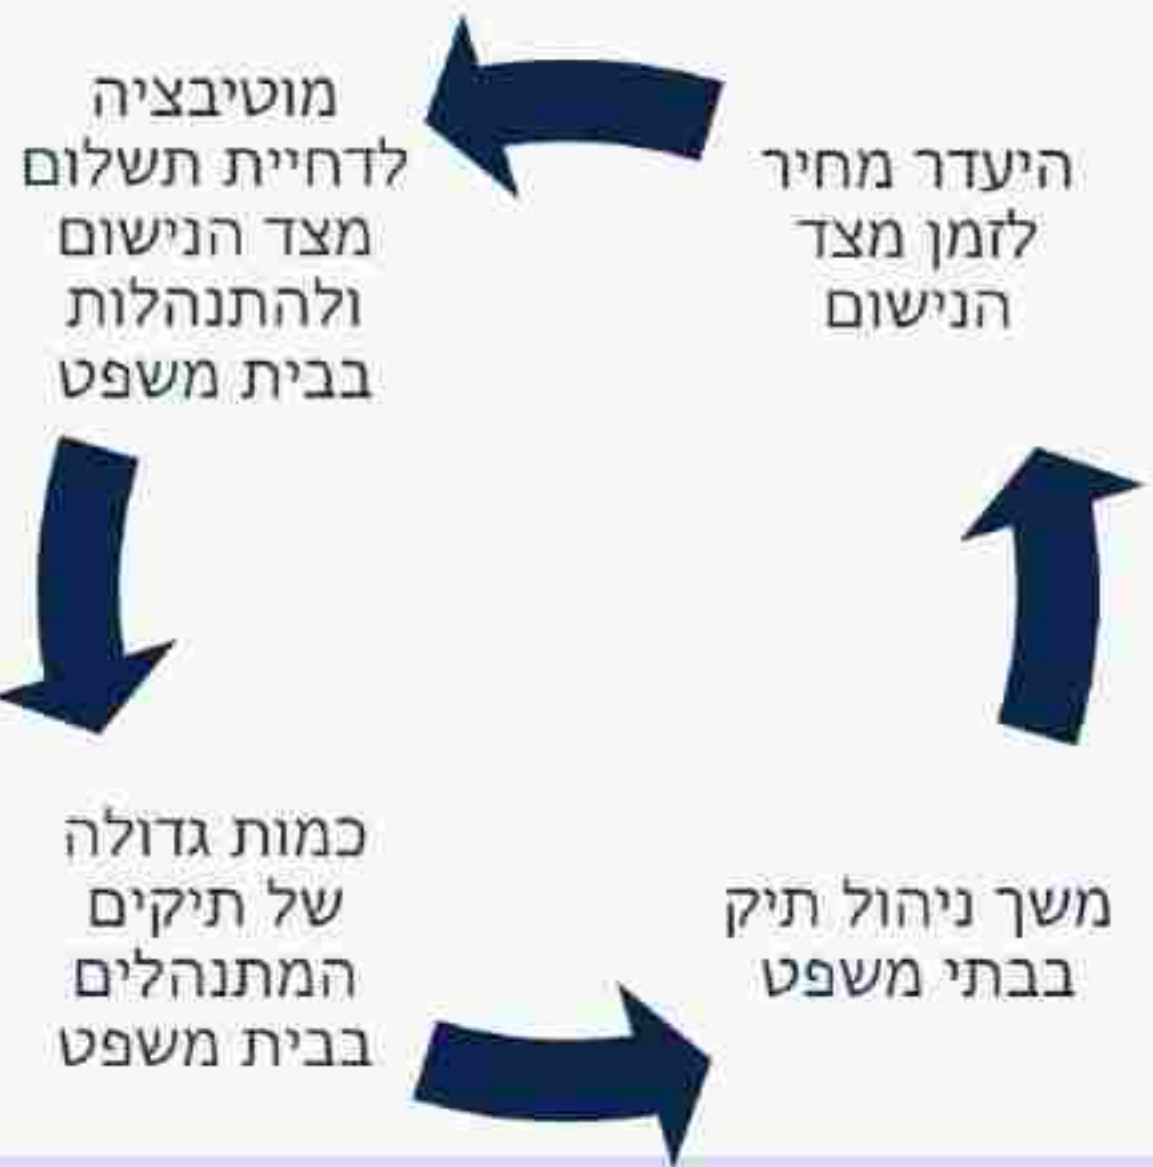 היעדר מחיר
לזמן מצד
הנישום
מוטיבציה
לדחיית תשלום
מצד הנישום
ולהתנהלות
בבית משפט
כמות גדולה
של תיקים
המתנהלים
בבית משפט
משך ניהול תיק
בבתי משפט